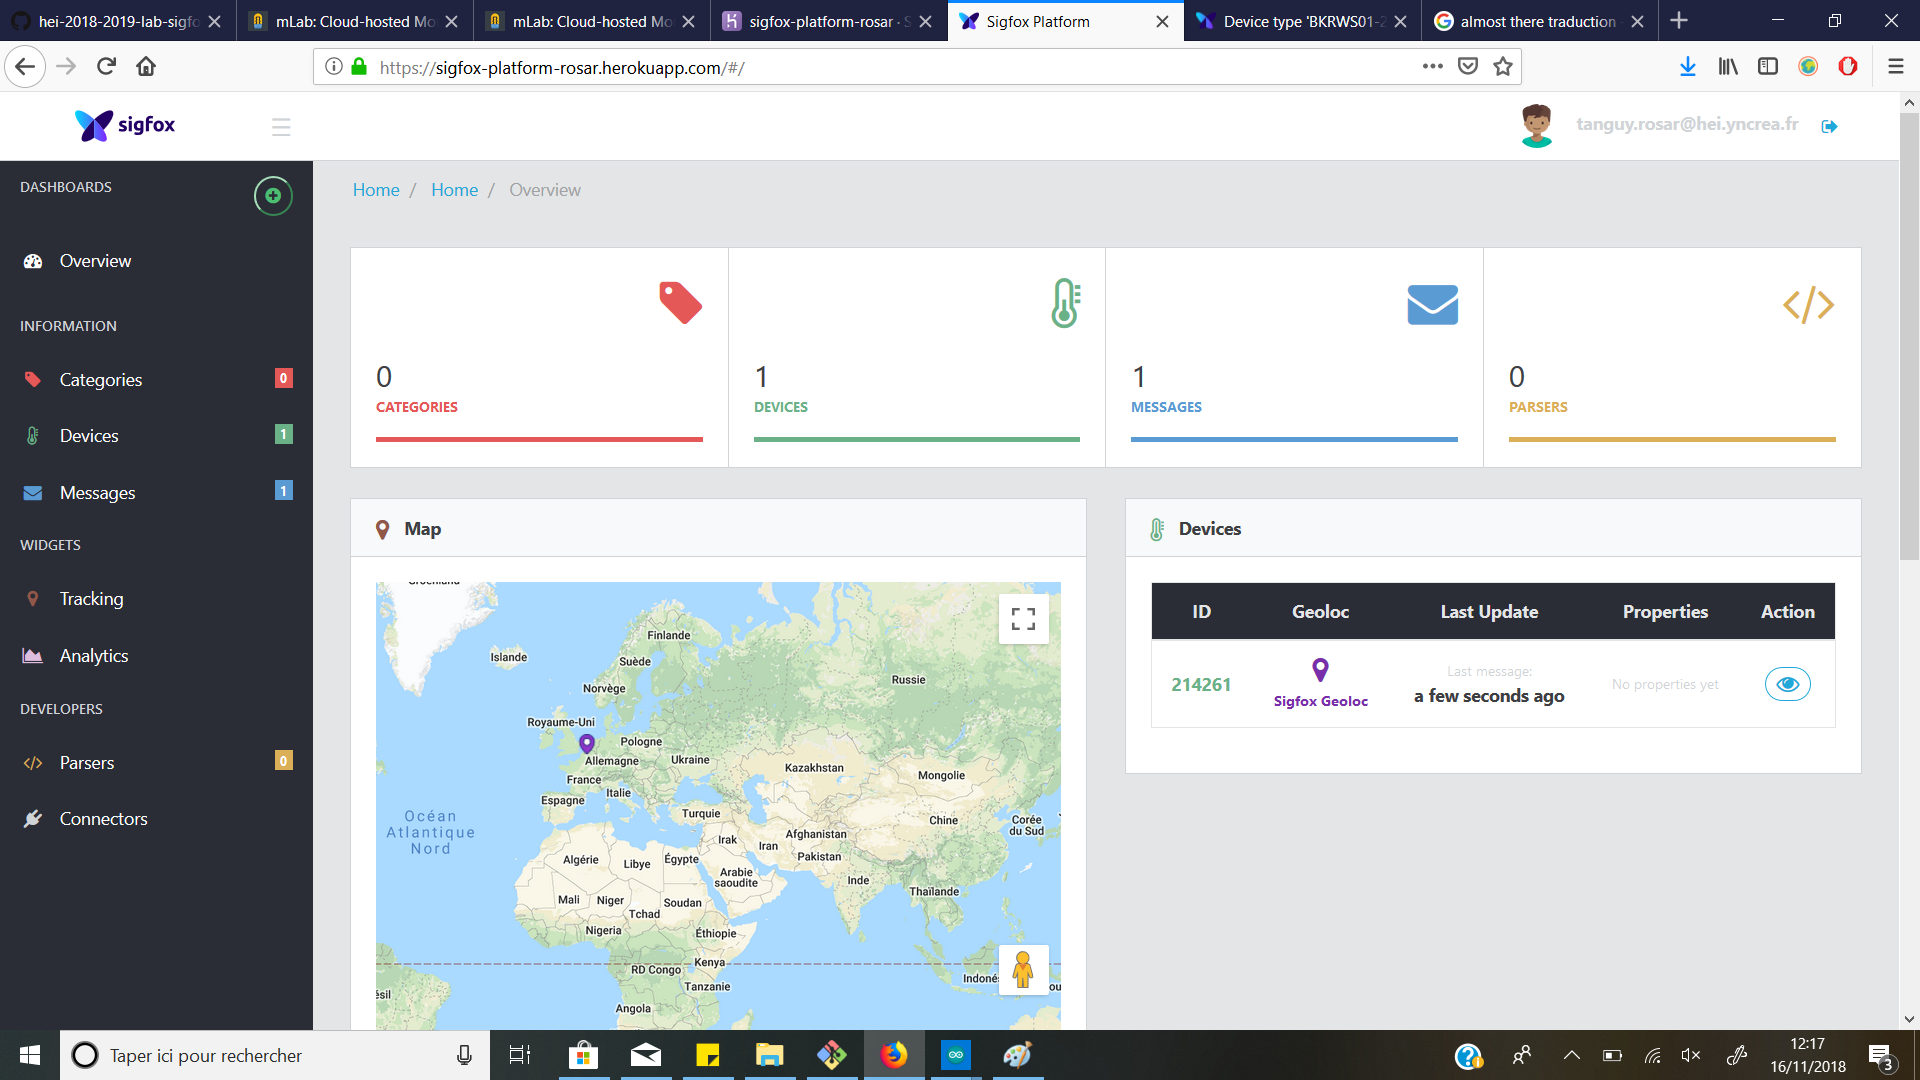 hei-2018-2019-lab-sigfo
mLab: Cloud-hosted Mo
mLab: Cloud-hosted Mo
sigfox-platform-rosar · S
Sigfox Platform
Device type 'BKRWS01-2
almost there traduction
https://sigfox-platform-rosar.herokuapp.com/#/
sigfox
tanguy.rosar@hei.yncrea.fr
DASHBOARDS
Overview
INFORMATION
Categories 0
Devices 1
Messages 1
WIDGETS
Tracking
Analytics
DEVELOPERS
Parsers 0
Connectors
Home / Home / Overview
0
CATEGORIES
1
DEVICES
1
MESSAGES
0
PARSERS
Map
Groenland
Islande
Finlande
Suède
Norvège
Russie
Royaume-Uni
Pologne
Allemagne
Ukraine
France
Kazakhstan
Mongolie
Italie
Espagne
Turquie
Chine
Corée
du Sud
Océan
Atlantique
Nord
Afghanistan
Irak
Iran
Pakistan
Algérie
Libye
Égypte
Arabie
saoudite
Inde
Thaïlande
Mali
Niger
Soudan
Tchad
Nigeria
Éthiopie
RD Congo
Kenya
Tanzanie
Indonés
ou
ésil
Angola
Devices
ID Geoloc Last Update Properties Action
214261
Sigfox Geoloc
Last message:
a few seconds ago
No properties yet
Taper ici pour rechercher
12:17
16/11/2018
3